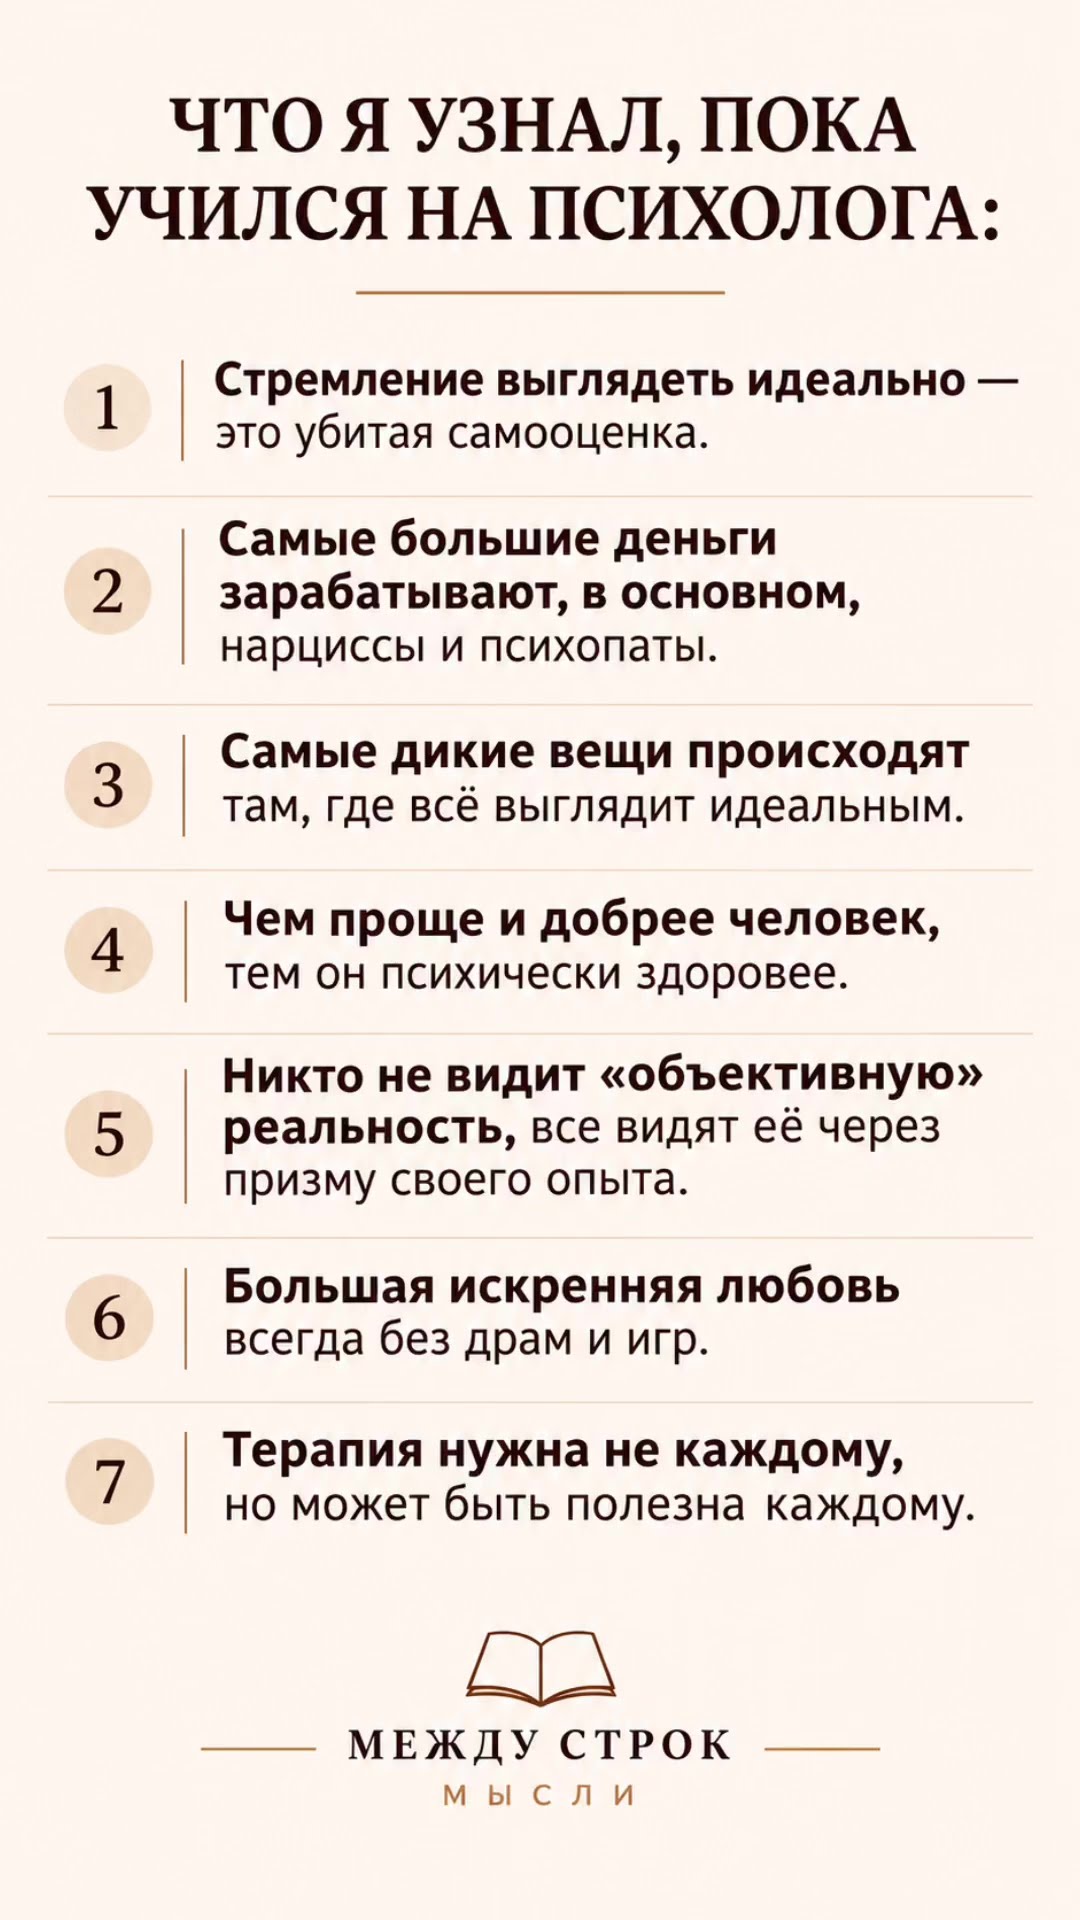 ЧТО Я УЗНАЛ, ПОКА
УЧИЛСЯ НА ПСИХОЛОГА:
1
Стремление выглядеть идеально —
это убитая самооценка.
2
Самые большие деньги
зарабатывают, в основном,
нарциссы и психопаты.
3
Самые дикие вещи происходят
там, где всё выглядит идеальным.
4
Чем проще и добрее человек,
тем он психически здоровее.
5
Никто не видит «объективную»
реальность, все видят её через
призму своего опыта.
6
Большая искренняя любовь
всегда без драм и игр.
7
Терапия нужна не каждому,
но может быть полезна каждому.
МЕЖДУ СТРОК
МЫСЛИ